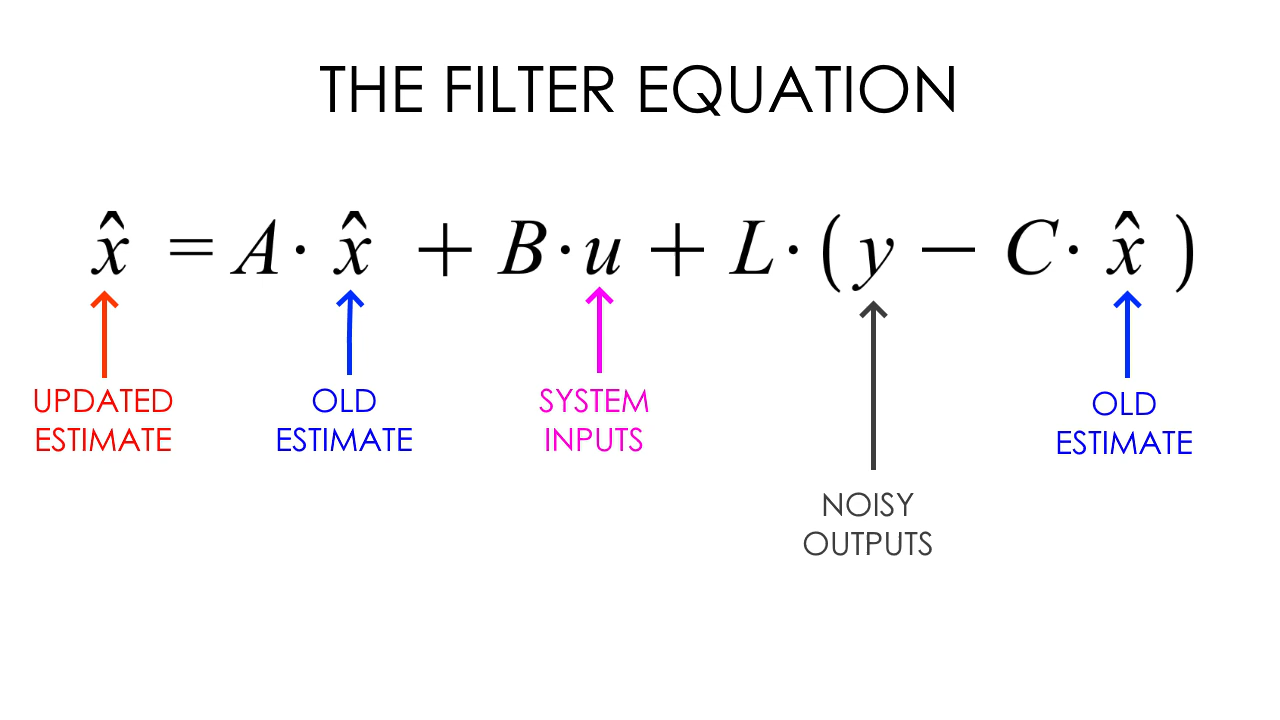 THE FILTER EQUATION
x̂ = A· x̂ + B·u + L·(y − C· x̂ )
UPDATED
ESTIMATE
OLD
ESTIMATE
SYSTEM
INPUTS
NOISY
OUTPUTS
OLD
ESTIMATE